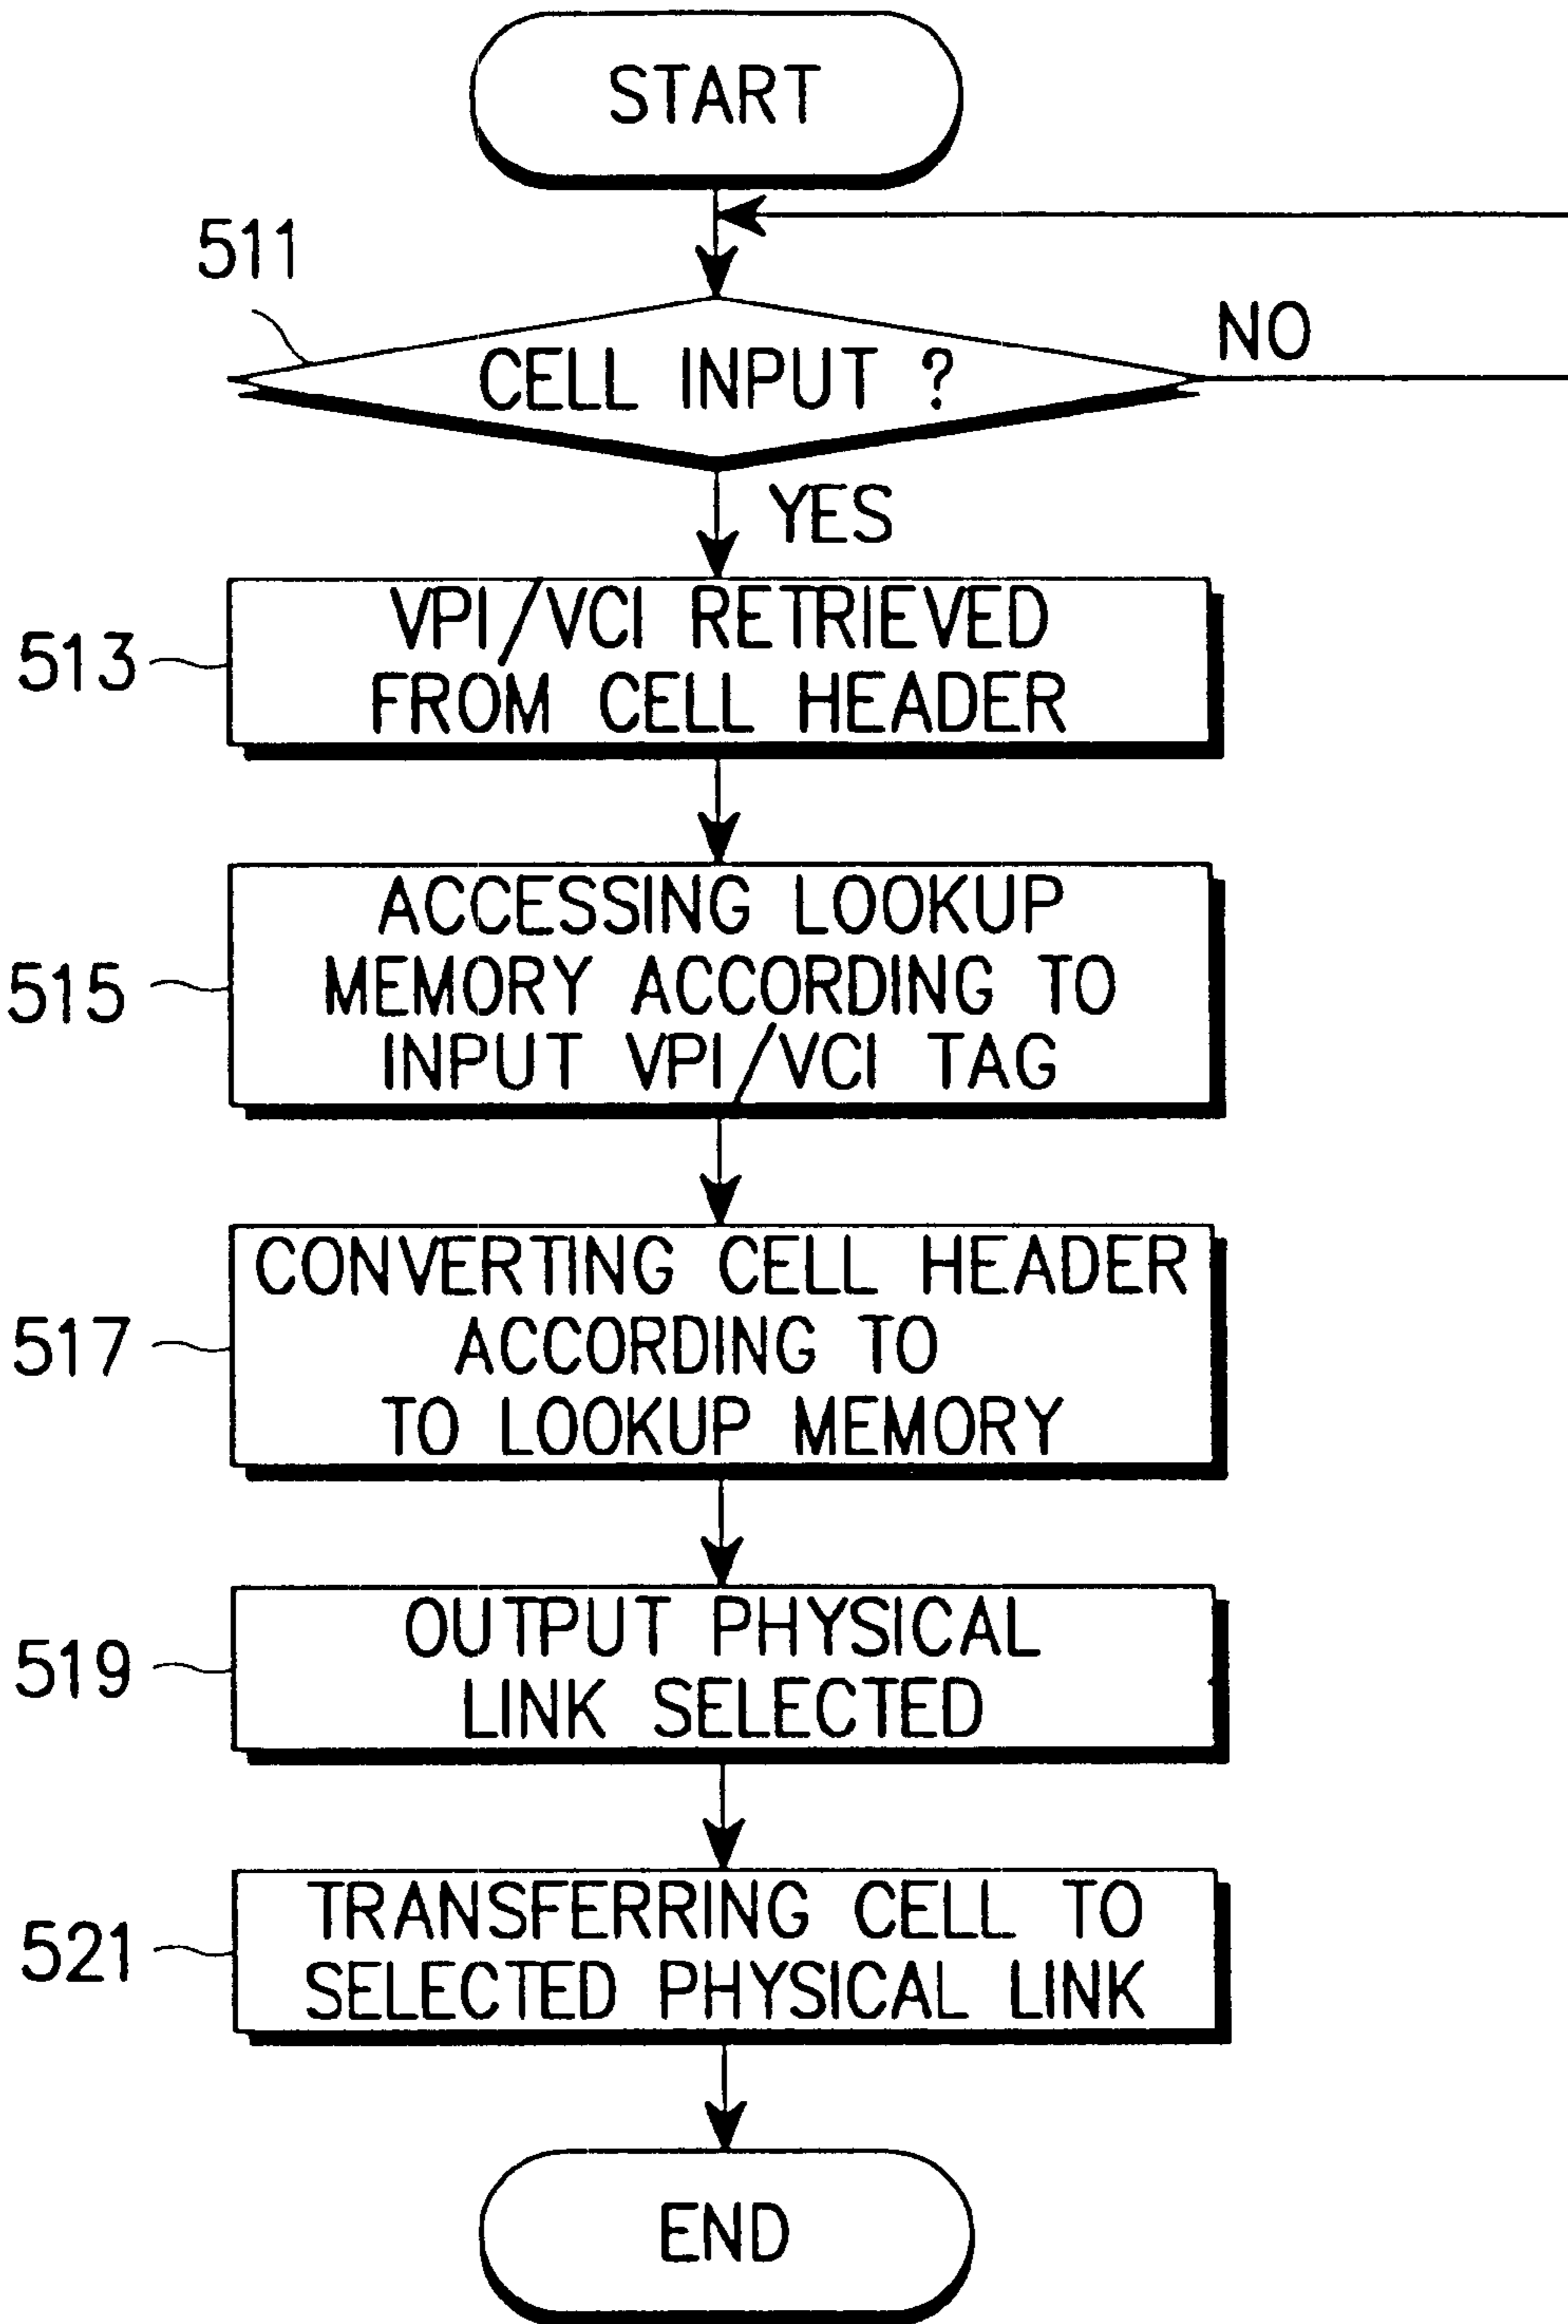 START
511
CELL INPUT ?
NO
YES
513
VPI/VCI RETRIEVED
FROM CELL HEADER
515
ACCESSING LOOKUP
MEMORY ACCORDING TO
INPUT VPI/VCI TAG
517
CONVERTING CELL HEADER
ACCORDING TO
TO LOOKUP MEMORY
519
OUTPUT PHYSICAL
LINK SELECTED
521
TRANSFERRING CELL TO
SELECTED PHYSICAL LINK
END